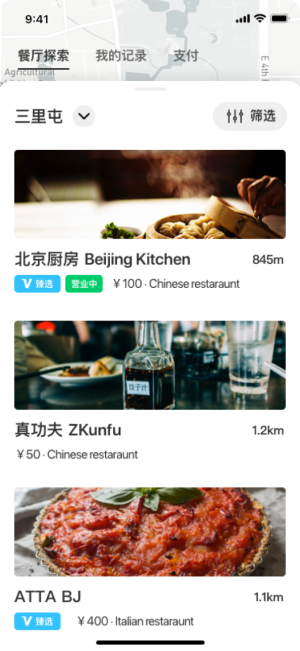 9:41
餐厅探索 我的记录 支付
Agricultural
E 4th
三里屯 筛选
北京厨房 Beijing Kitchen 845m
V 臻选 营业中 ¥100 · Chinese restaraunt
饺子汁
真功夫 ZKunfu 1.2km
¥50 · Chinese restaraunt
ATTA BJ 1.1km
V 臻选 ¥400 · Italian restaraunt